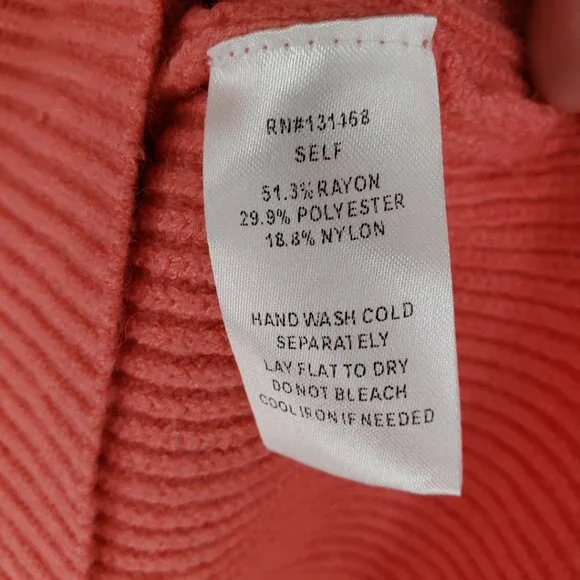 RN#131468
SELF
51.3% RAYON
29.9% POLYESTER
18.8% NYLON
HAND WASH COLD
SEPARATELY
LAY FLAT TO DRY
DO NOT BLEACH
COOL IRON IF NEEDED